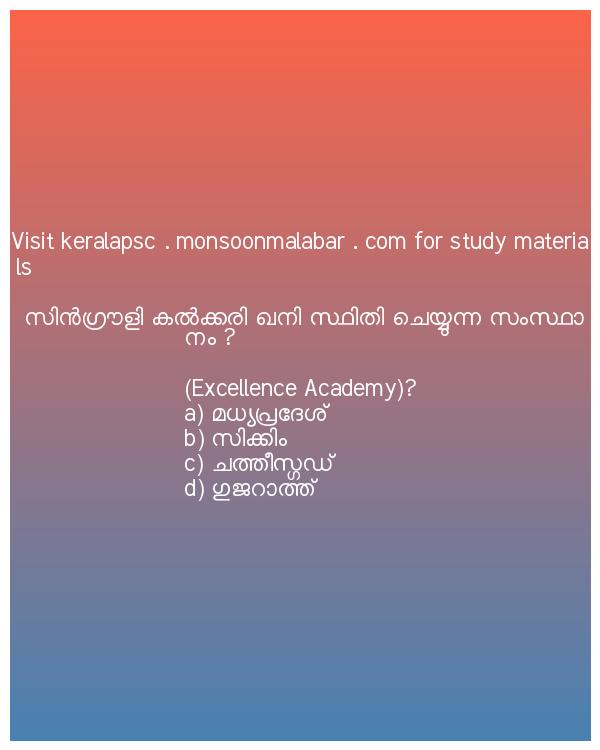 Visit keralapsc . monsoonmalabar . com for study materia
ls
സിൻഗ്രൗളി കൽക്കരി ഖനി സ്ഥിതി ചെയ്യുന്ന സംസ്ഥാ
നം ?
(Excellence Academy)?
a) മധ്യപ്രദേശ്
b) സിക്കിം
c) ചത്തീസ്ഗഡ്
d) ഗുജറാത്ത്